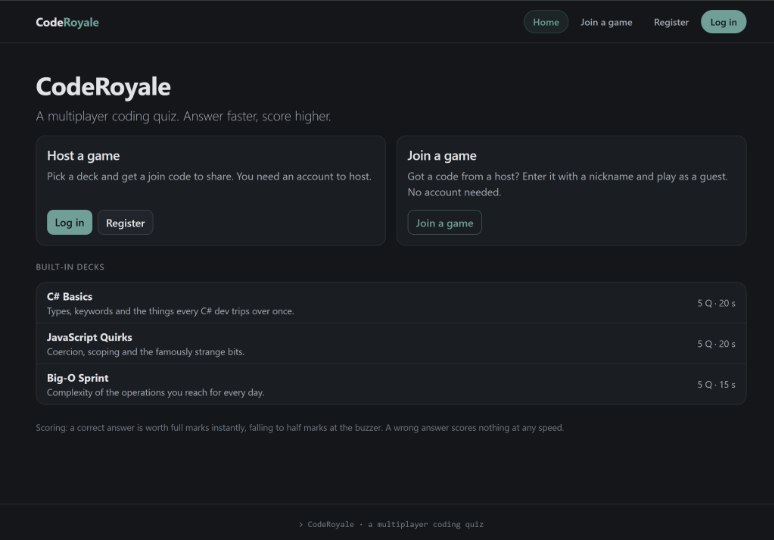 CodeRoyale
Home
Join a game
Register
Log in
CodeRoyale
A multiplayer coding quiz. Answer faster, score higher.
Host a game
Pick a deck and get a join code to share. You need an account to host.
Log in
Register
Join a game
Got a code from a host? Enter it with a nickname and play as a guest.
No account needed.
Join a game
BUILT-IN DECKS
C# Basics
Types, keywords and the things every C# dev trips over once.
5 Q · 20 s
JavaScript Quirks
Coercion, scoping and the famously strange bits.
5 Q · 20 s
Big-O Sprint
Complexity of the operations you reach for every day.
5 Q · 15 s
Scoring: a correct answer is worth full marks instantly, falling to half marks at the buzzer. A wrong answer scores nothing at any speed.
> CodeRoyale · a multiplayer coding quiz